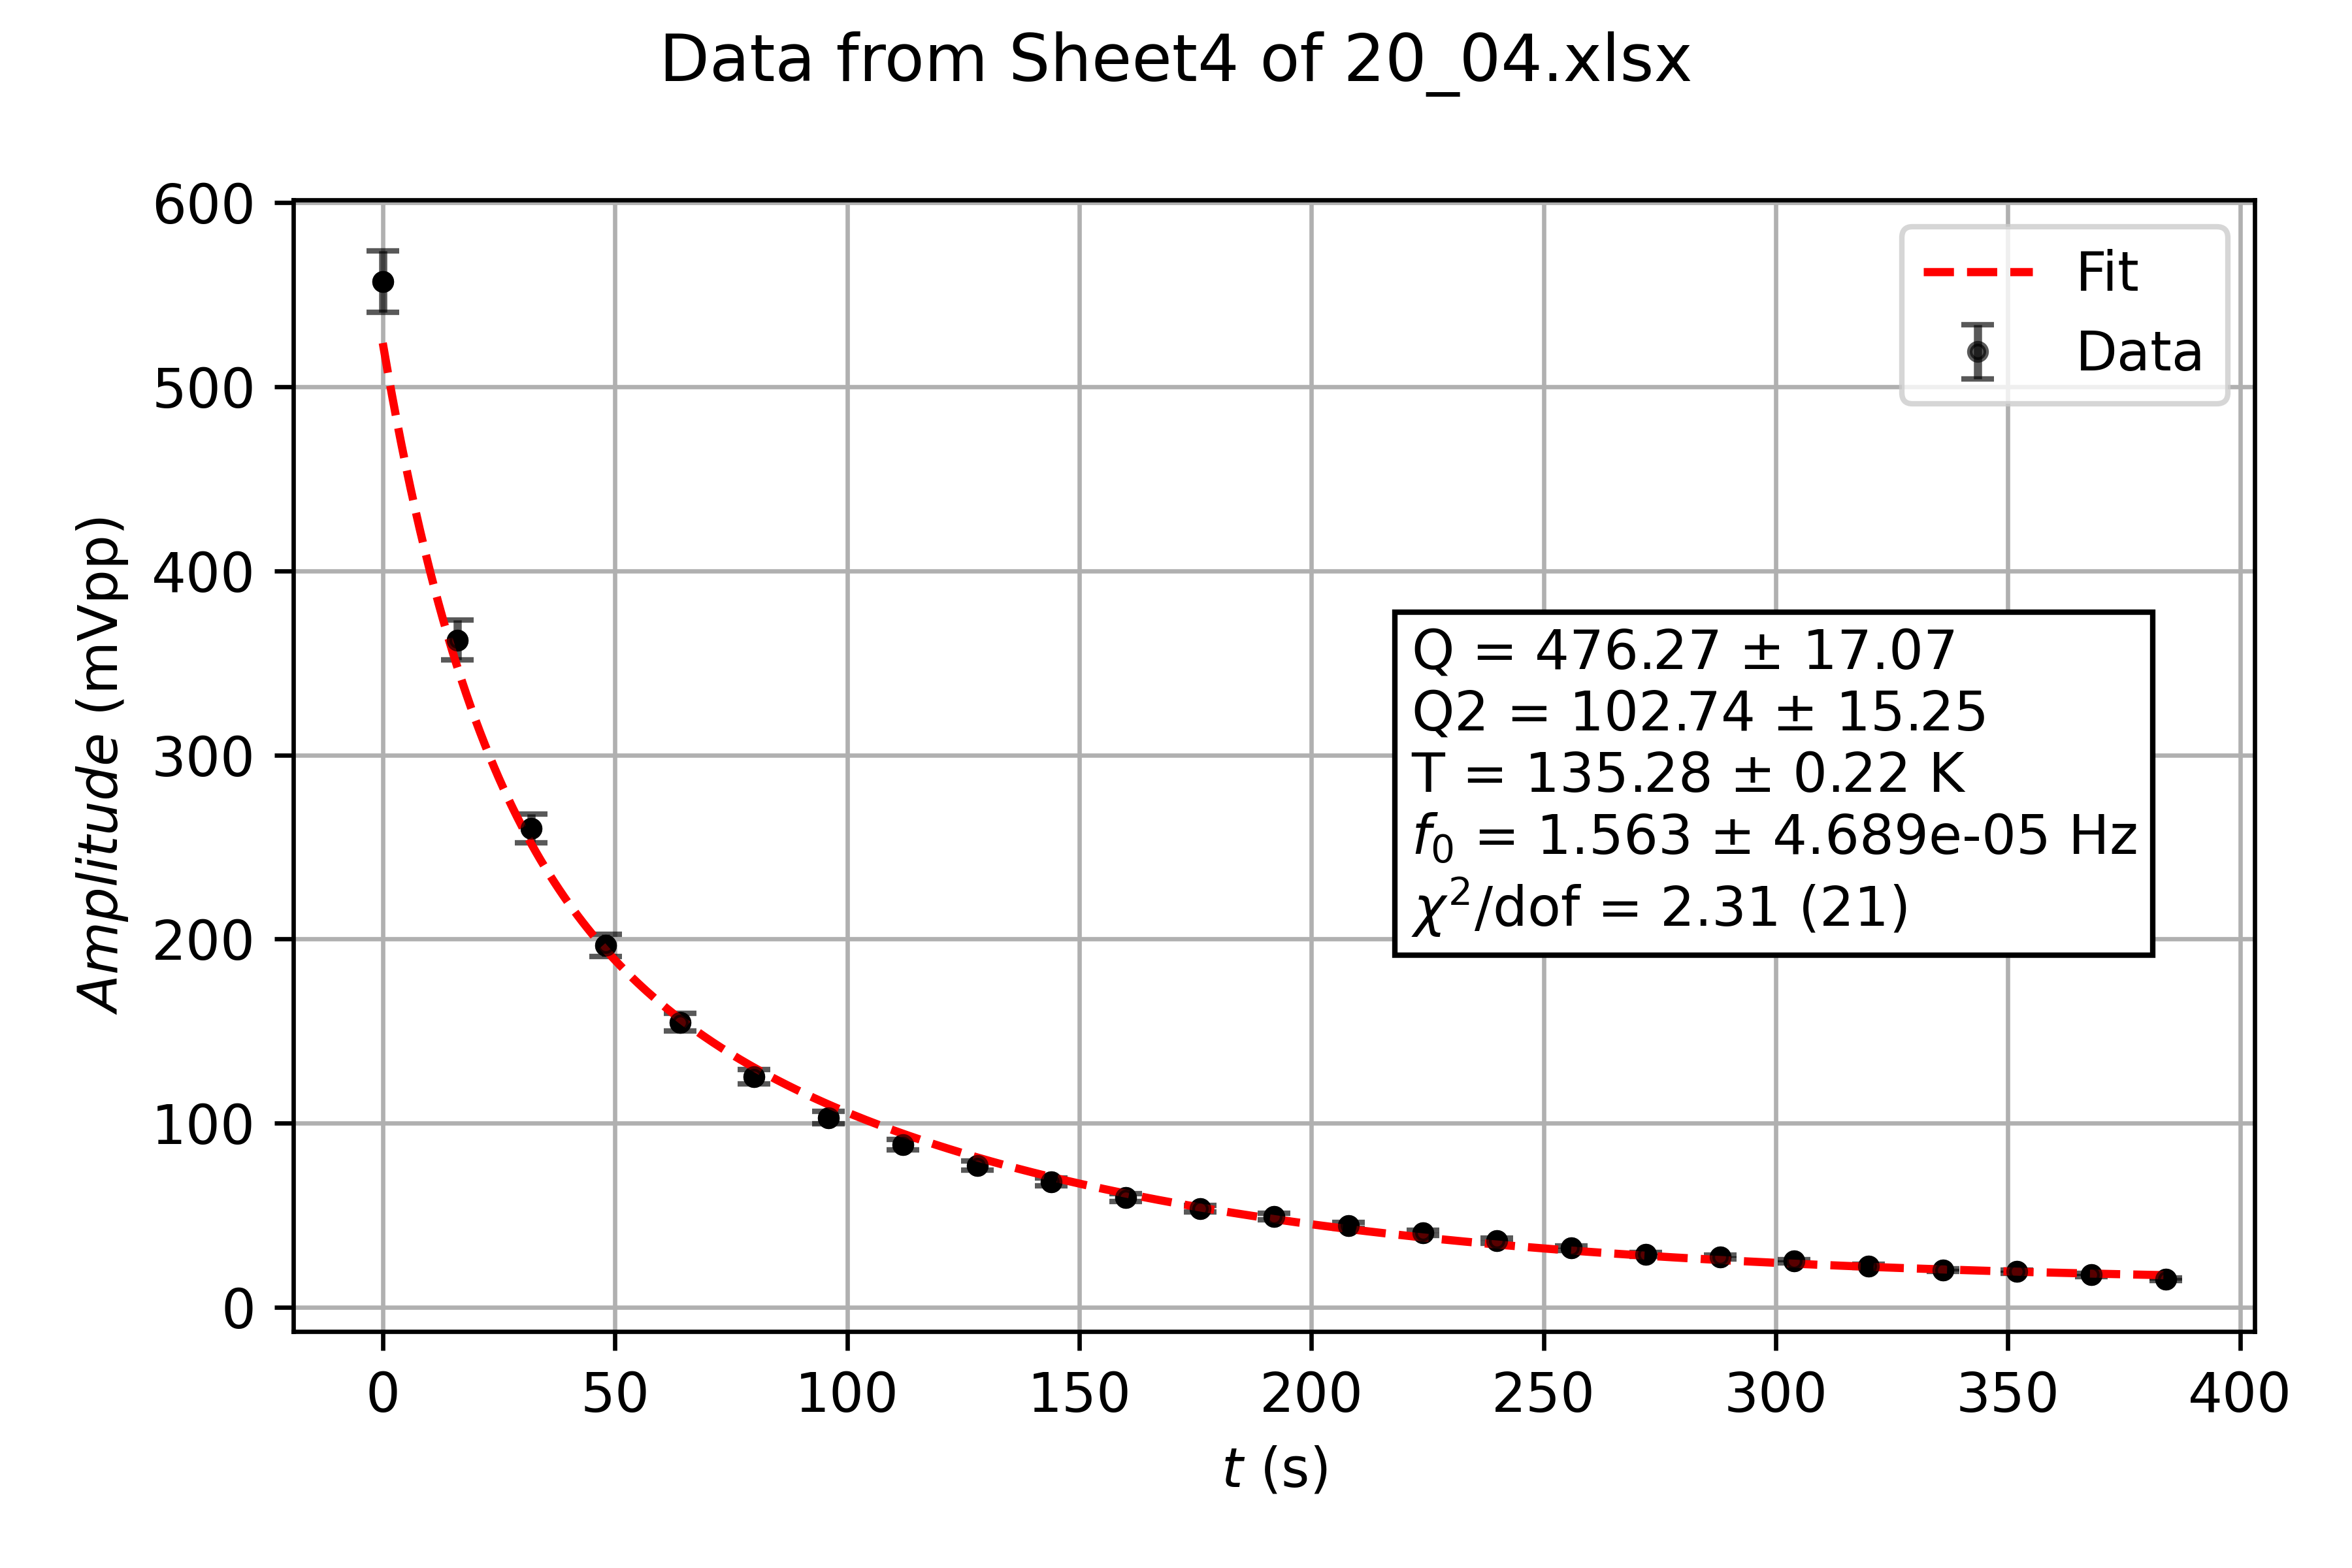 Data from Sheet4 of 20_04.xlsx
600
500
400
300
200
100
0
Amplitude (mVpp)
Fit
Data
Q = 476.27 ± 17.07
Q2 = 102.74 ± 15.25
T = 135.28 ± 0.22 K
f₀ = 1.563 ± 4.689e-05 Hz
χ²/dof = 2.31 (21)
0 50 100 150 200 250 300 350 400
t (s)